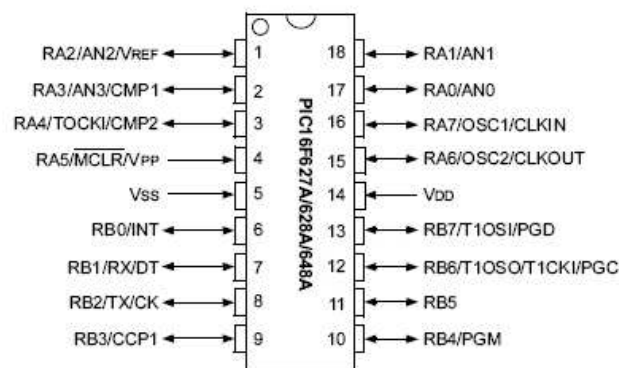 RA2/AN2/VREF 1 18 RA1/AN1
RA3/AN3/CMP1 2 17 RA0/AN0
RA4/TOCKI/CMP2 3 16 RA7/OSC1/CLKIN
RA5/MCLR/VPP 4 15 RA6/OSC2/CLKOUT
VSS 5 14 VDD
RB0/INT 6 13 RB7/T1OSI/PGD
RB1/RX/DT 7 12 RB6/T1OSO/T1CKI/PGC
RB2/TX/CK 8 11 RB5
RB3/CCP1 9 10 RB4/PGM
PIC16F627A/628A/648A